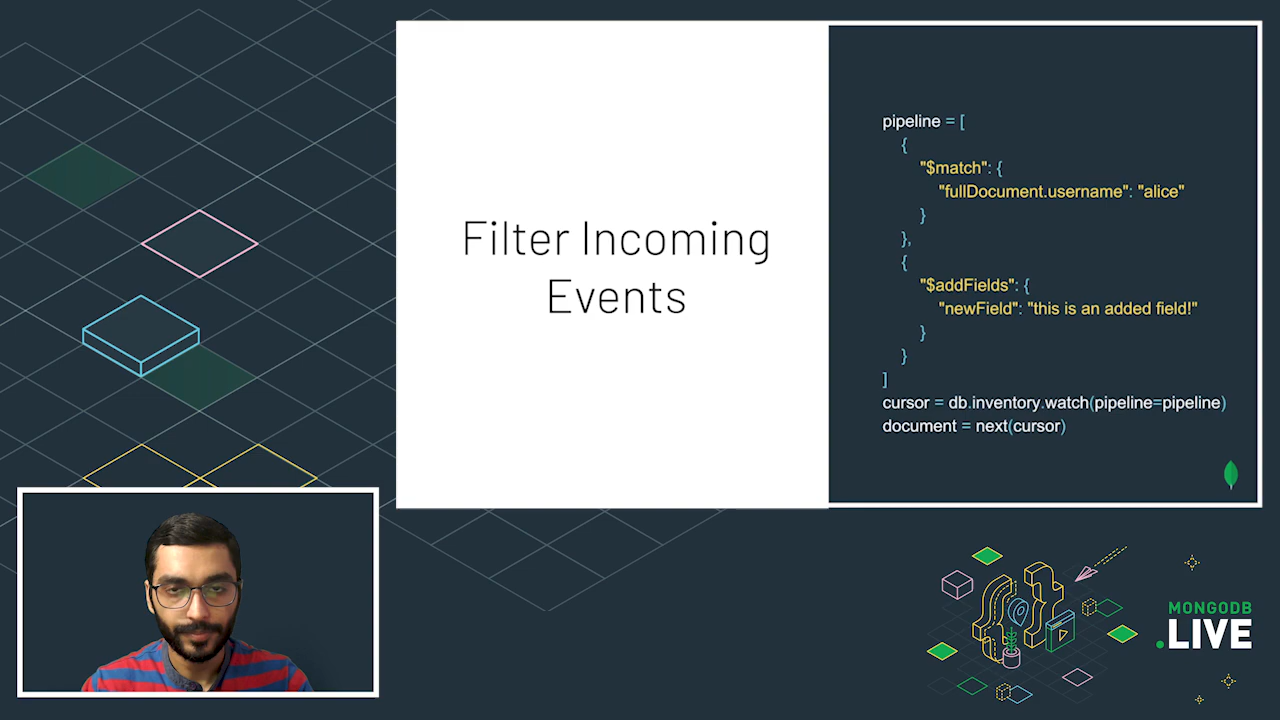 Filter Incoming
Events
pipeline = [
{
"$match": {
"fullDocument.username": "alice"
}
},
{
"$addFields": {
"newField": "this is an added field!"
}
}
]
cursor = db.inventory.watch(pipeline=pipeline)
document = next(cursor)
MONGODB
.LIVE